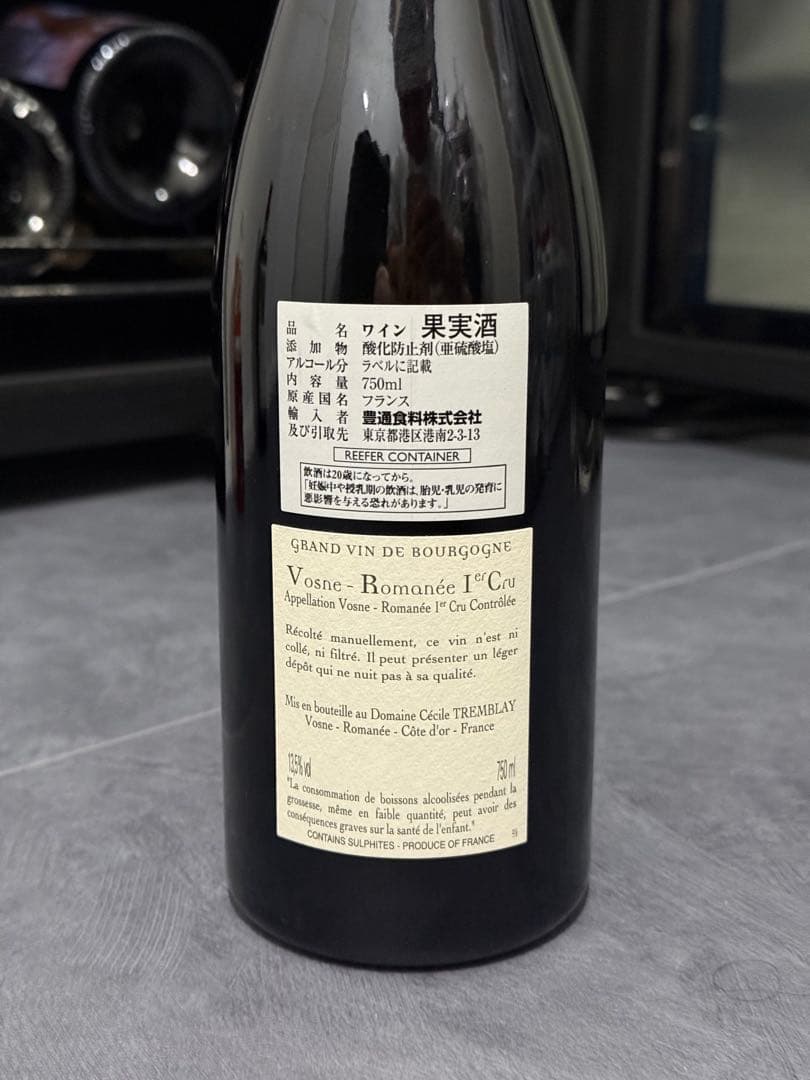 品名 ワイン 果実酒
添加物 酸化防止剤(亜硫酸塩)
アルコール分 ラベルに記載
内容量 750ml
原産国名 フランス
輸入者 豊通食料株式会社
及び引取先 東京都港区港南2-3-13
REEFER CONTAINER
飲酒は20歳になってから。
「妊娠中や授乳期の飲酒は、胎児・乳児の発育に
悪影響を与える恐れがあります。」
GRAND VIN DE BOURGOGNE
Vosne - Romanée 1er Cru
Appellation Vosne - Romanée 1er Cru Contrôlée
Récolté manuellement, ce vin n'est ni
collé, ni filtré. Il peut présenter un léger
dépôt qui ne nuit pas à sa qualité.
Mis en bouteille au Domaine Cécile TREMBLAY
Vosne - Romanée - Côte d'or - France
13,5% vol 750 ml
"La consommation de boissons alcoolisées pendant la
grossesse, même en faible quantité, peut avoir des
conséquences graves sur la santé de l'enfant."
CONTAINS SULPHITES - PRODUCE OF FRANCE